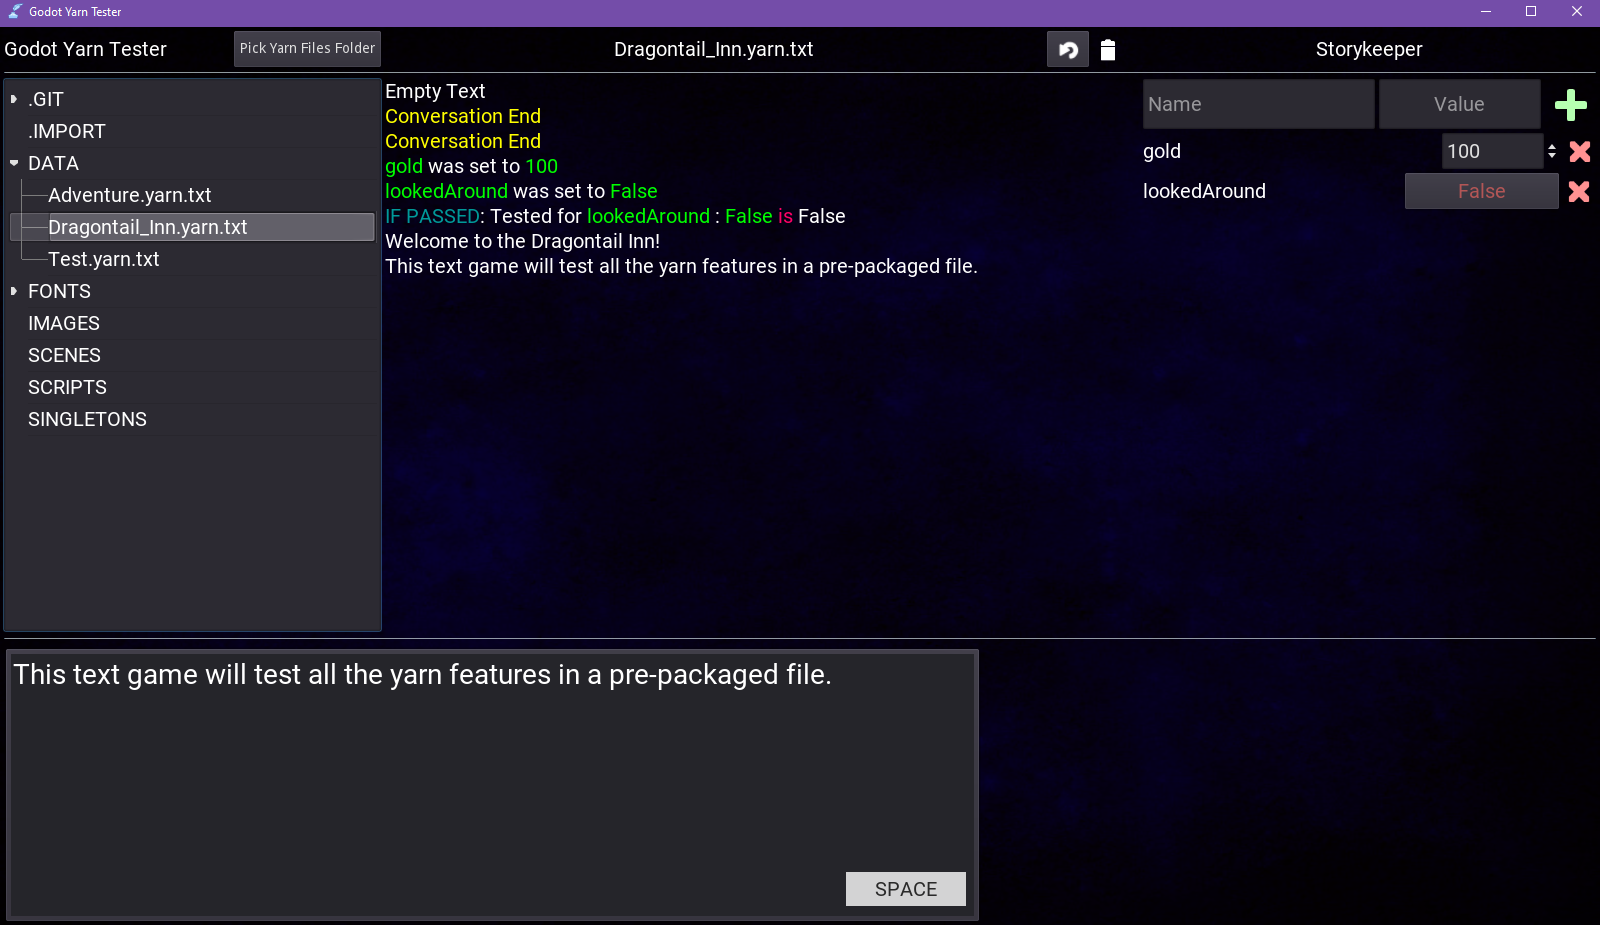 Godot Yarn Tester
Godot Yarn Tester
Pick Yarn Files Folder
Dragontail_Inn.yarn.txt
Storykeeper
.GIT
.IMPORT
DATA
Adventure.yarn.txt
Dragontail_Inn.yarn.txt
Test.yarn.txt
FONTS
IMAGES
SCENES
SCRIPTS
SINGLETONS
Empty Text
Conversation End
Conversation End
gold was set to 100
lookedAround was set to False
IF PASSED: Tested for lookedAround : False is False
Welcome to the Dragontail Inn!
This text game will test all the yarn features in a pre-packaged file.
Name Value
gold 100
lookedAround False
This text game will test all the yarn features in a pre-packaged file.
SPACE